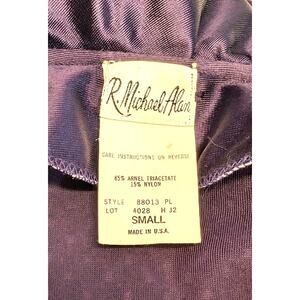 R. Michael Alan
CARE INSTRUCTIONS ON REVERSE
85% ARNEL TRIACETATE
15% NYLON
STYLE 88013 PL
LOT 4028 H J2
SMALL
MADE IN U.S.A.